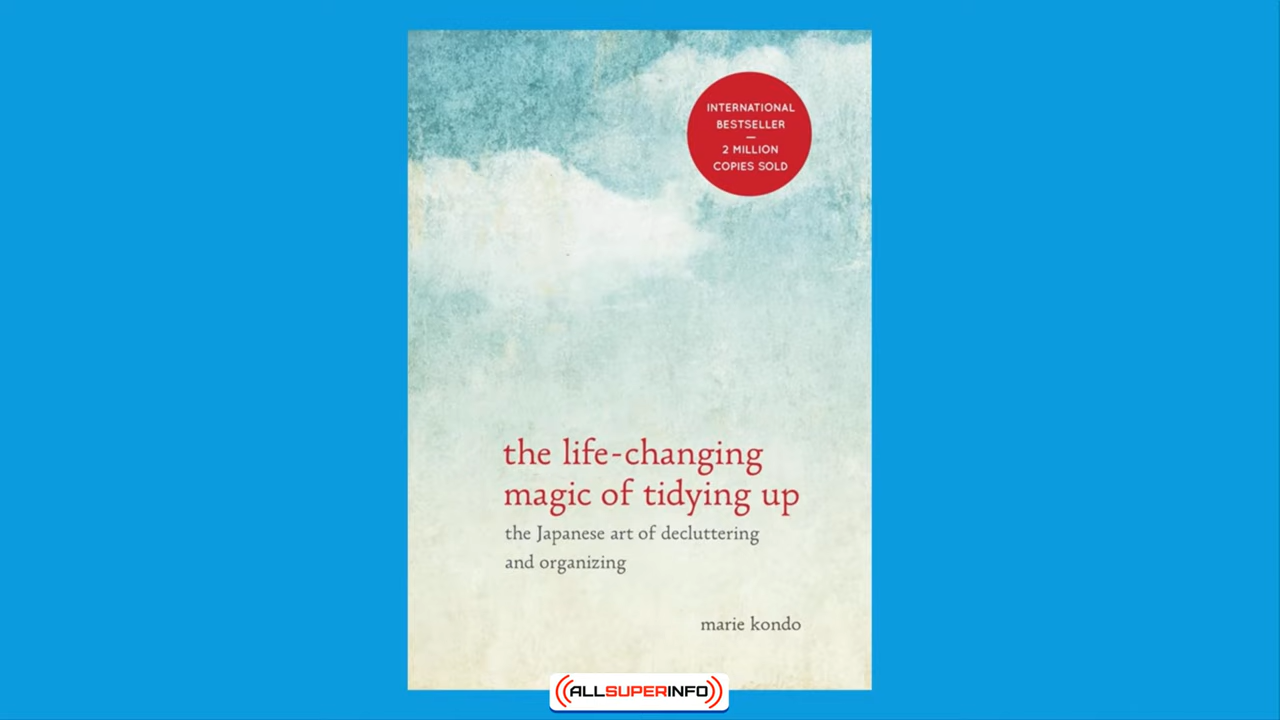 INTERNATIONAL
BESTSELLER
—
2 MILLION
COPIES SOLD
the life-changing
magic of tidying up
the Japanese art of decluttering
and organizing
marie kondo
ALLSUPERINFO